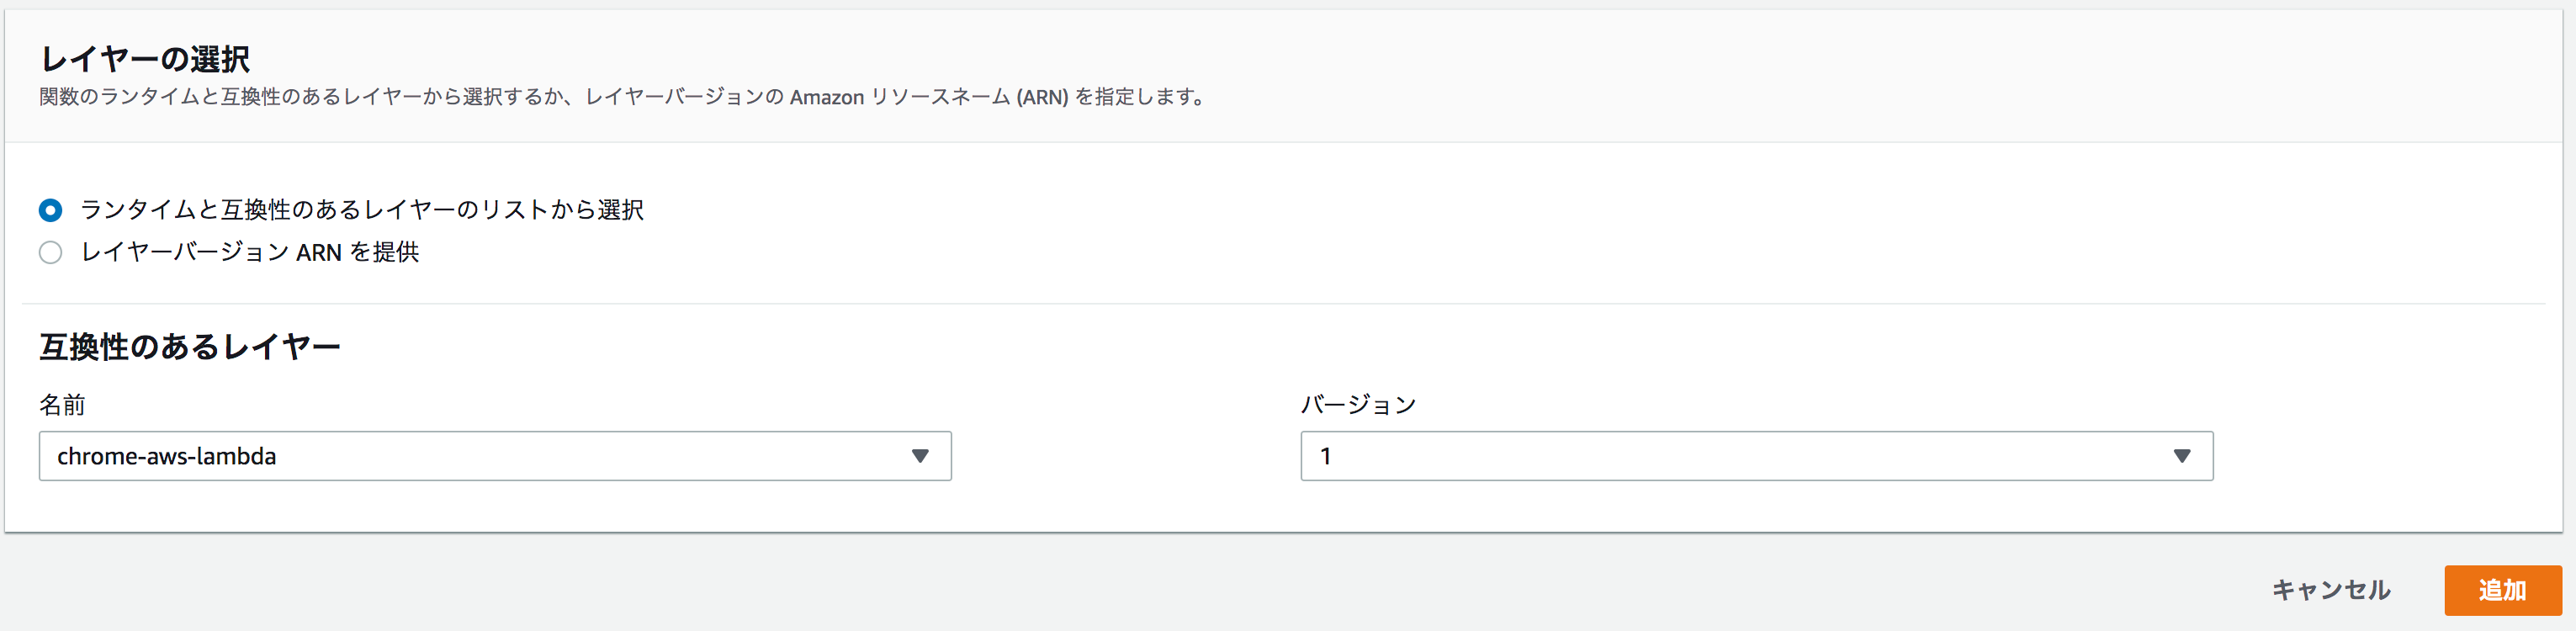 レイヤーの選択
関数のランタイムと互換性のあるレイヤーから選択するか、レイヤーバージョンの Amazon リソースネーム (ARN) を指定します。
ランタイムと互換性のあるレイヤーのリストから選択
レイヤーバージョン ARN を提供
互換性のあるレイヤー
名前
バージョン
chrome-aws-lambda
1
キャンセル
追加